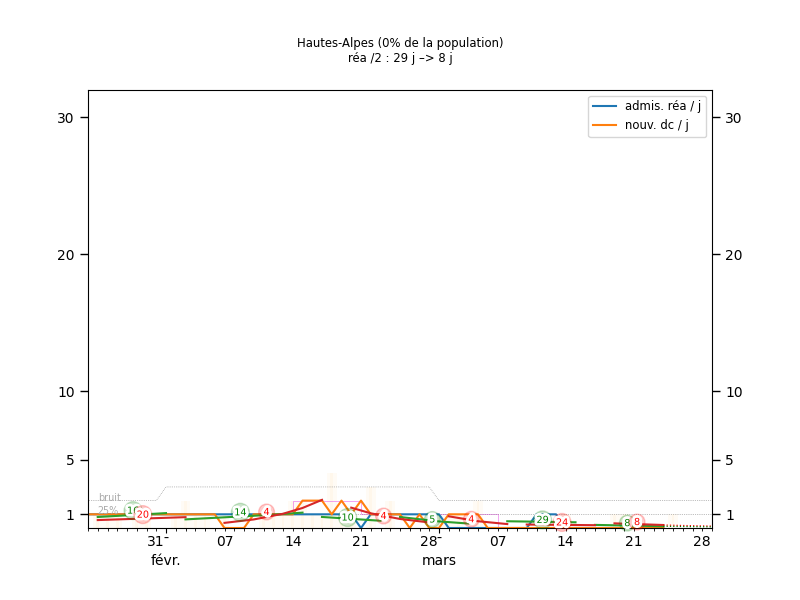 Hautes-Alpes (0% de la population)
réa /2 : 29 j –> 8 j
admis. réa / j
nouv. dc / j
30 30
20 20
10 10
5 5
bruit
25%
1 1
16 20 14 4 10 4 5 4 29 24 8 8
31 07 14 21 28 07 14 21 28
févr. mars